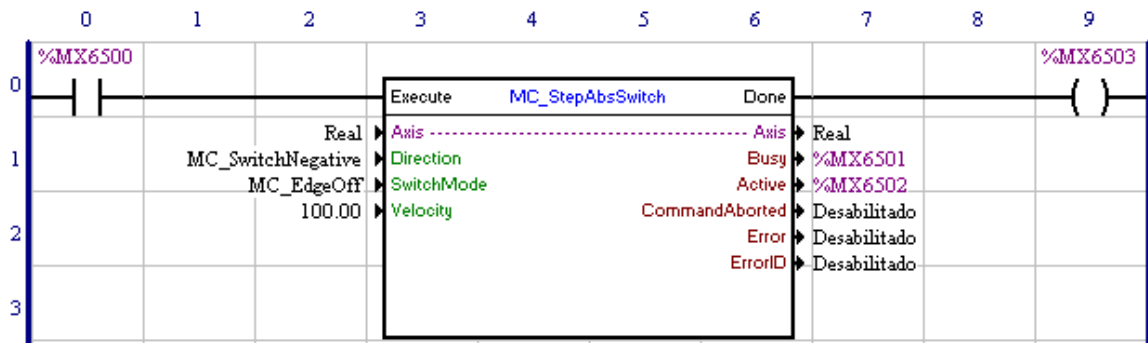 0 1 2 3 4 5 6 7 8 9
%MX6500 %MX6503
0
Execute MC_StepAbsSwitch Done
Real Axis Axis Real
1 MC_SwitchNegative Direction Busy %MX6501
MC_EdgeOff SwitchMode Active %MX6502
100.00 Velocity CommandAborted Desabilitado
2 Error Desabilitado
ErrorID Desabilitado
3